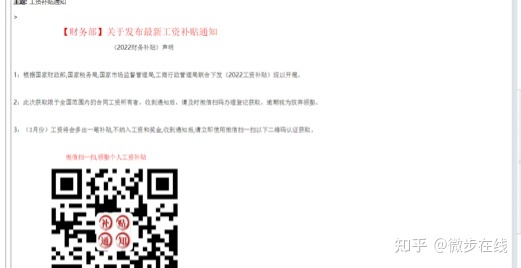 主题: 工资补贴通知
>
【财务部】关于发布最新工资补贴通知
（2022财务补贴）声明
1：根据国家财政部,国家税务局,国家市场监督管理局,工商行政管理局联合下发（2022工资补贴）现以开展。
2：此次获取限于全国范围内的合同工资所有者。收到通知后，请及时微信扫码办理登记获取。逾期视为放弃领取。
3：（1月份）工资将会多出一笔补贴,不纳入工资和奖金,收到通知后,请立即使用微信扫一扫以下二维码认证获取。
微信扫一扫,领取个人工资补贴
补贴
通知
知乎 @微步在线